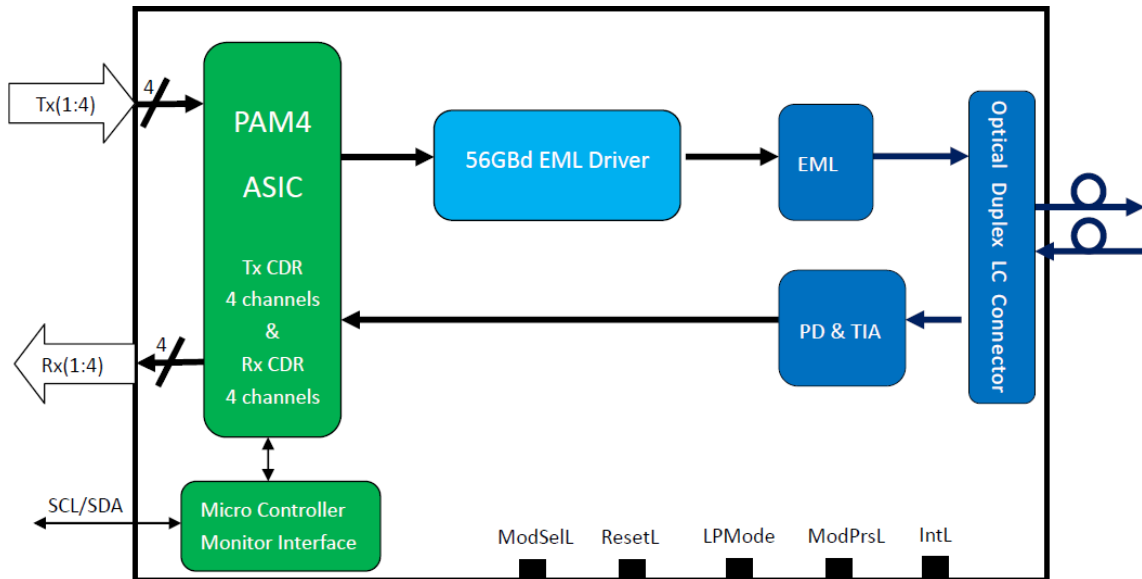 Tx(1:4)
4
PAM4
ASIC
Tx CDR
4 channels
&
Rx CDR
4 channels
56GBd EML Driver
EML
Optical Duplex LC Connector
PD & TIA
4
Rx(1:4)
SCL/SDA
Micro Controller
Monitor Interface
ModSelL
ResetL
LPMode
ModPrsL
IntL